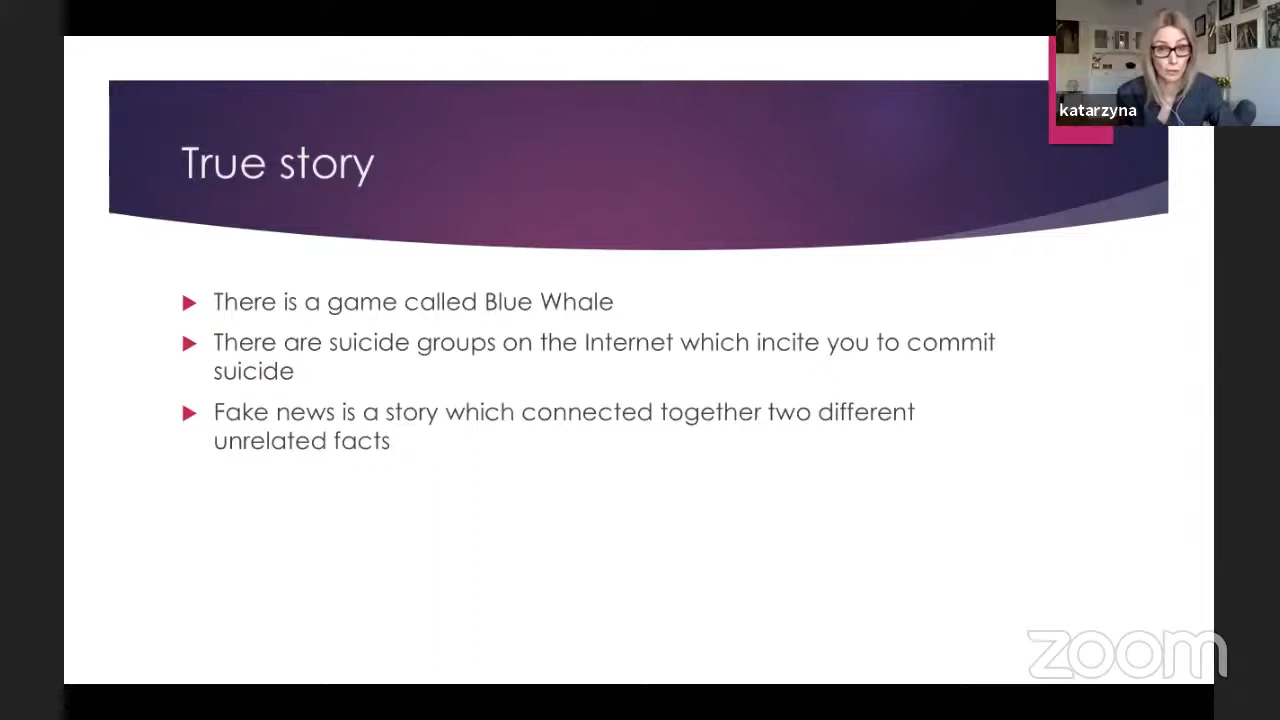 katarzyna
True story
There is a game called Blue Whale
There are suicide groups on the Internet which incite you to commit
suicide
Fake news is a story which connected together two different
unrelated facts
zoom